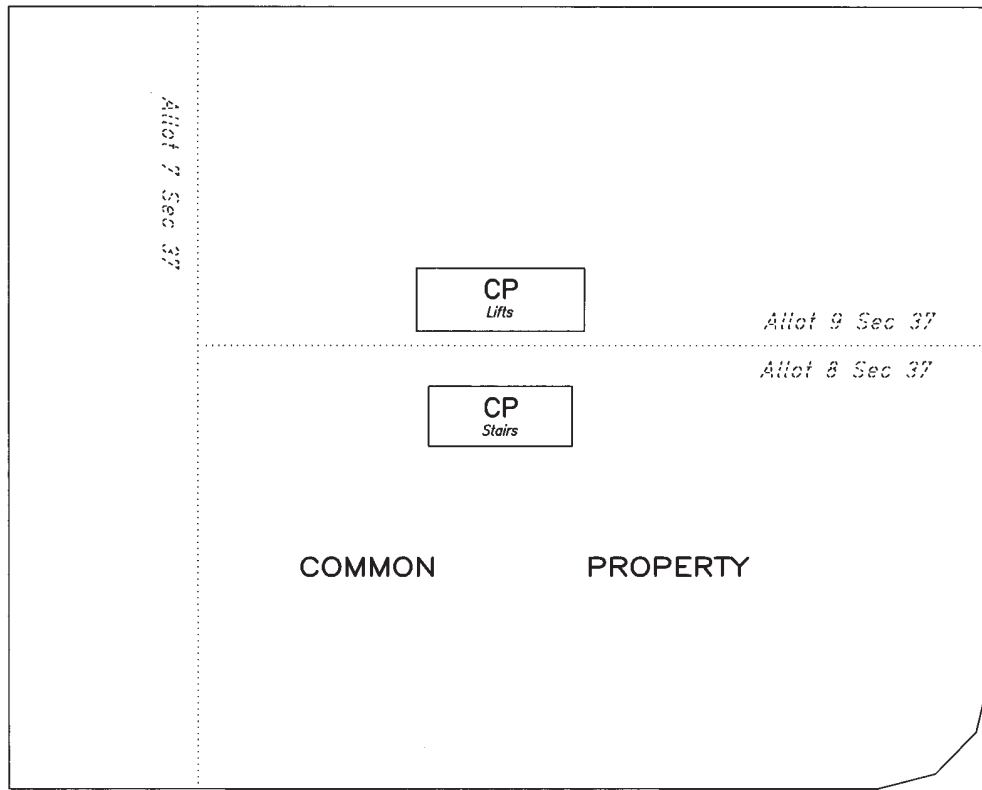 Allot 7 Sec 37
CP
Lifts
Allot 9 Sec 37
Allot 8 Sec 37
CP
Stairs
COMMON PROPERTY